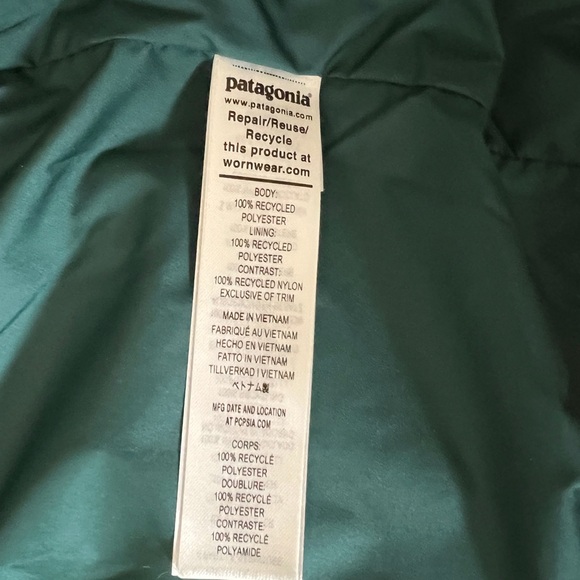 patagonia®
www.patagonia.com
Repair/Reuse/
Recycle
this product at
wornwear.com
BODY:
100% RECYCLED
POLYESTER
LINING:
100% RECYCLED
POLYESTER
CONTRAST:
100% RECYCLED NYLON
EXCLUSIVE OF TRIM
MADE IN VIETNAM
FABRIQUÉ AU VIETNAM
HECHO EN VIETNAM
FATTO IN VIETNAM
TILLVERKAD I VIETNAM
ベトナム製
MFG DATE AND LOCATION
AT PCPSIA.COM
CORPS:
100% RECYCLÉ
POLYESTER
DOUBLURE:
100% RECYCLÉ
POLYESTER
CONTRASTE:
100% RECYCLÉ
POLYAMIDE